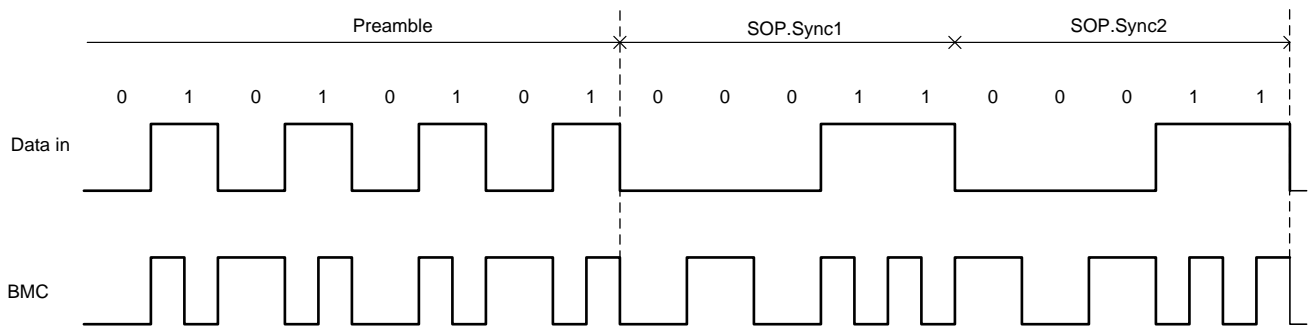 Preamble SOP.Sync1 SOP.Sync2
0 1 0 1 0 1 0 1 0 0 0 1 1 0 0 0 1 1
Data in
BMC